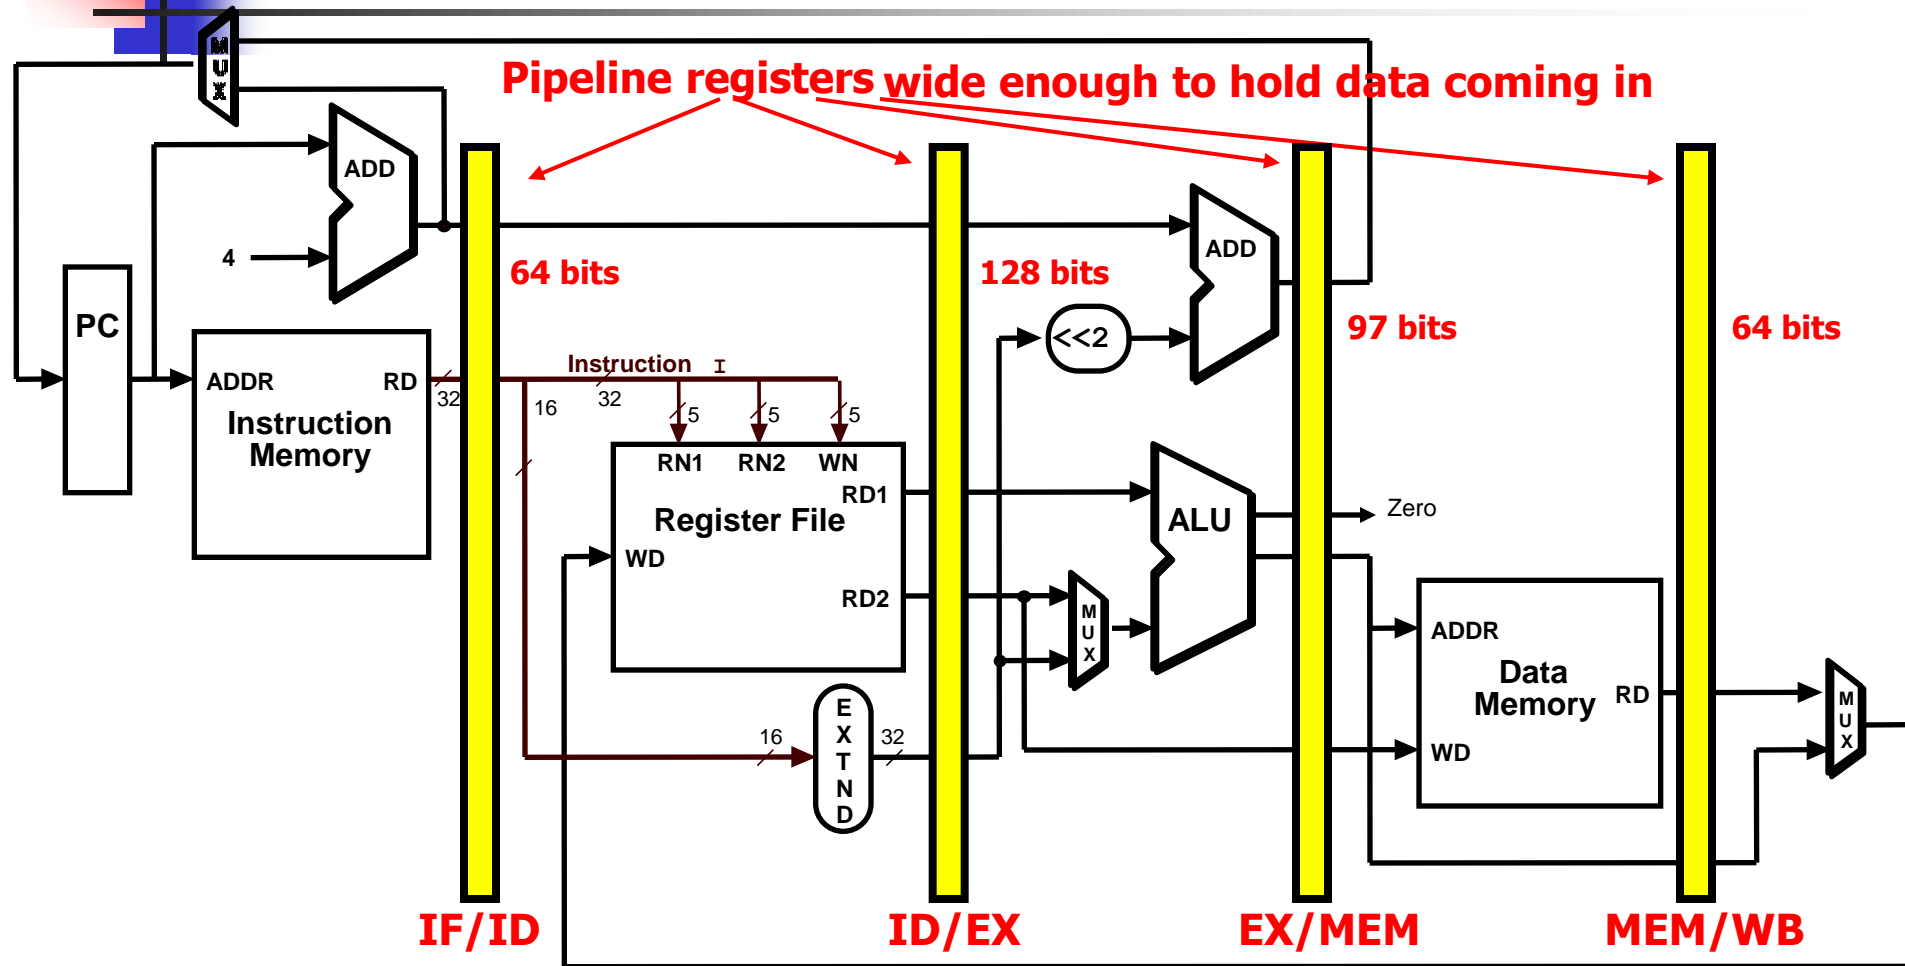 MUX
Pipeline registers wide enough to hold data coming in
ADD
4
64 bits
128 bits
ADD
<<2
97 bits
64 bits
PC
ADDR
RD
Instruction
Memory
32
16
Instruction I
32
5
5
5
RN1
RN2
WN
RD1
Register File
WD
RD2
16
EXTND
32
MUX
ALU
Zero
ADDR
Data
Memory
RD
WD
MUX
IF/ID
ID/EX
EX/MEM
MEM/WB